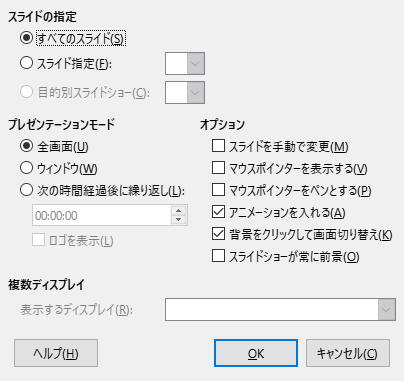 スライドの指定
すべてのスライド(S)
スライド指定(F):
目的別スライドショー(C):
プレゼンテーションモード
全画面(U)
ウィンドウ(W)
次の時間経過後に繰り返し(L):
00:00:00
ロゴを表示(L)
オプション
スライドを手動で変更(M)
マウスポインターを表示する(V)
マウスポインターをペンとする(P)
アニメーションを入れる(A)
背景をクリックして画面切り替え(K)
スライドショーが常に前景(O)
複数ディスプレイ
表示するディスプレイ(R):
ヘルプ(H)
OK
キャンセル(C)